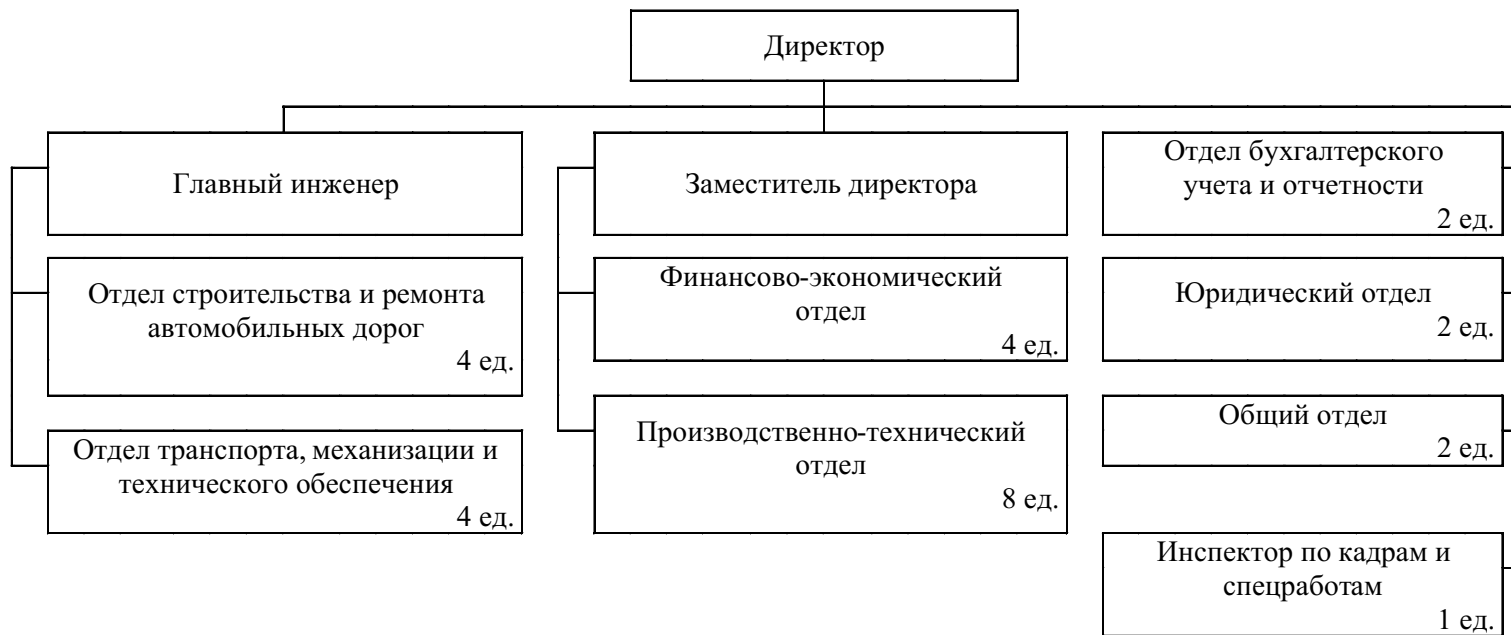 Директор
Главный инженер
Отдел строительства и ремонта
автомобильных дорог
4 ед.
Отдел транспорта, механизации и
технического обеспечения
4 ед.
Заместитель директора
Финансово-экономический
отдел
4 ед.
Производственно-технический
отдел
8 ед.
Отдел бухгалтерского
учета и отчетности
2 ед.
Юридический отдел
2 ед.
Общий отдел
2 ед.
Инспектор по кадрам и
спецработам
1 ед.